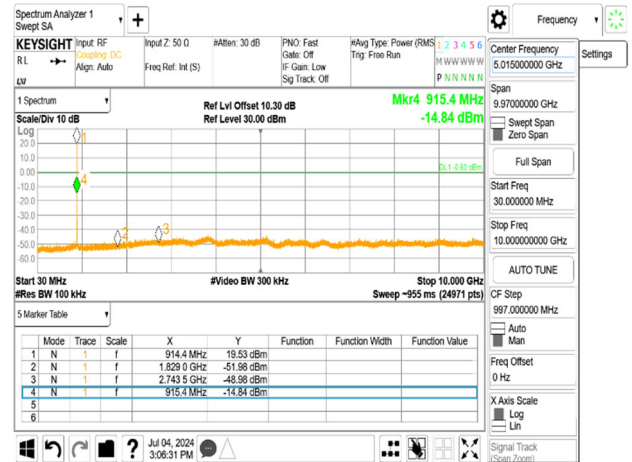 Spectrum Analyzer 1
Swept SA
Frequency
KEYSIGHT
RL
Input: RF
Coupling: DC
Align: Auto
Input Z: 50 Ω
Freq Ref: Int (S)
#Atten: 30 dB
PNO: Fast
Gate: Off
IF Gain: Low
Sig Track: Off
#Avg Type: Power (RMS
Trig: Free Run
1 2 3 4 5 6
M W W W W W
P N N N N N
Settings
Center Frequency
5.015000000 GHz
Span
9.97000000 GHz
Swept Span
Zero Span
Full Span
Start Freq
30.000000 MHz
Stop Freq
10.000000000 GHz
AUTO TUNE
CF Step
997.000000 MHz
Auto
Man
Freq Offset
0 Hz
X Axis Scale
Log
Lin
Signal Track
(Span Zoom)
1 Spectrum
Scale/Div 10 dB
Ref Lvl Offset 10.30 dB
Ref Level 30.00 dBm
Mkr4 915.4 MHz
-14.84 dBm
Log
20.0
10.0
0.00
-10.0
-20.0
-30.0
-40.0
-50.0
-60.0
1
4
2
3
DL1 -0.60 dBm
Start 30 MHz
#Video BW 300 kHz
Stop 10.000 GHz
#Res BW 100 kHz
Sweep ~955 ms (24971 pts)
5 Marker Table
Mode Trace Scale X Y Function Function Width Function Value
1 N 1 f 914.4 MHz 19.53 dBm
2 N 1 f 1.829 0 GHz -51.98 dBm
3 N 1 f 2.743 5 GHz -48.98 dBm
4 N 1 f 915.4 MHz -14.84 dBm
5
6
Jul 04, 2024
3:06:31 PM